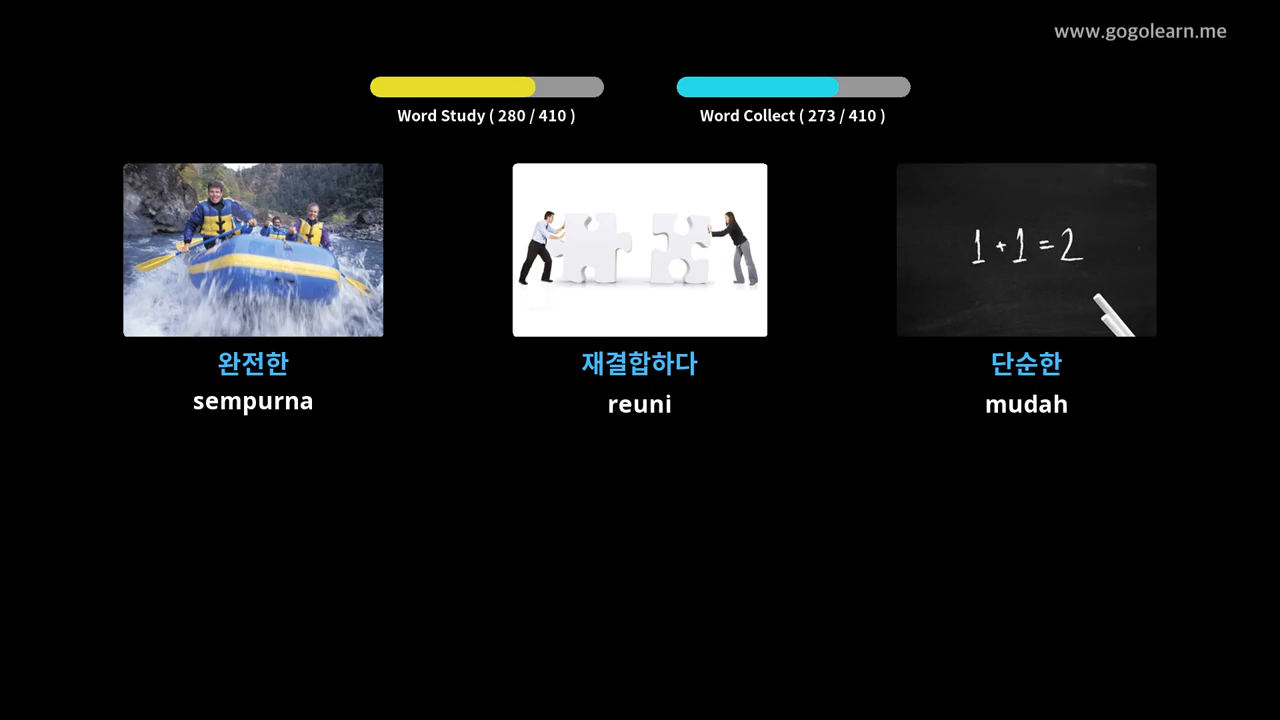 www.gogolearn.me
Word Study ( 280 / 410 )
Word Collect ( 273 / 410 )
1 + 1 = 2
완전한
재결합하다
단순한
sempurna
reuni
mudah